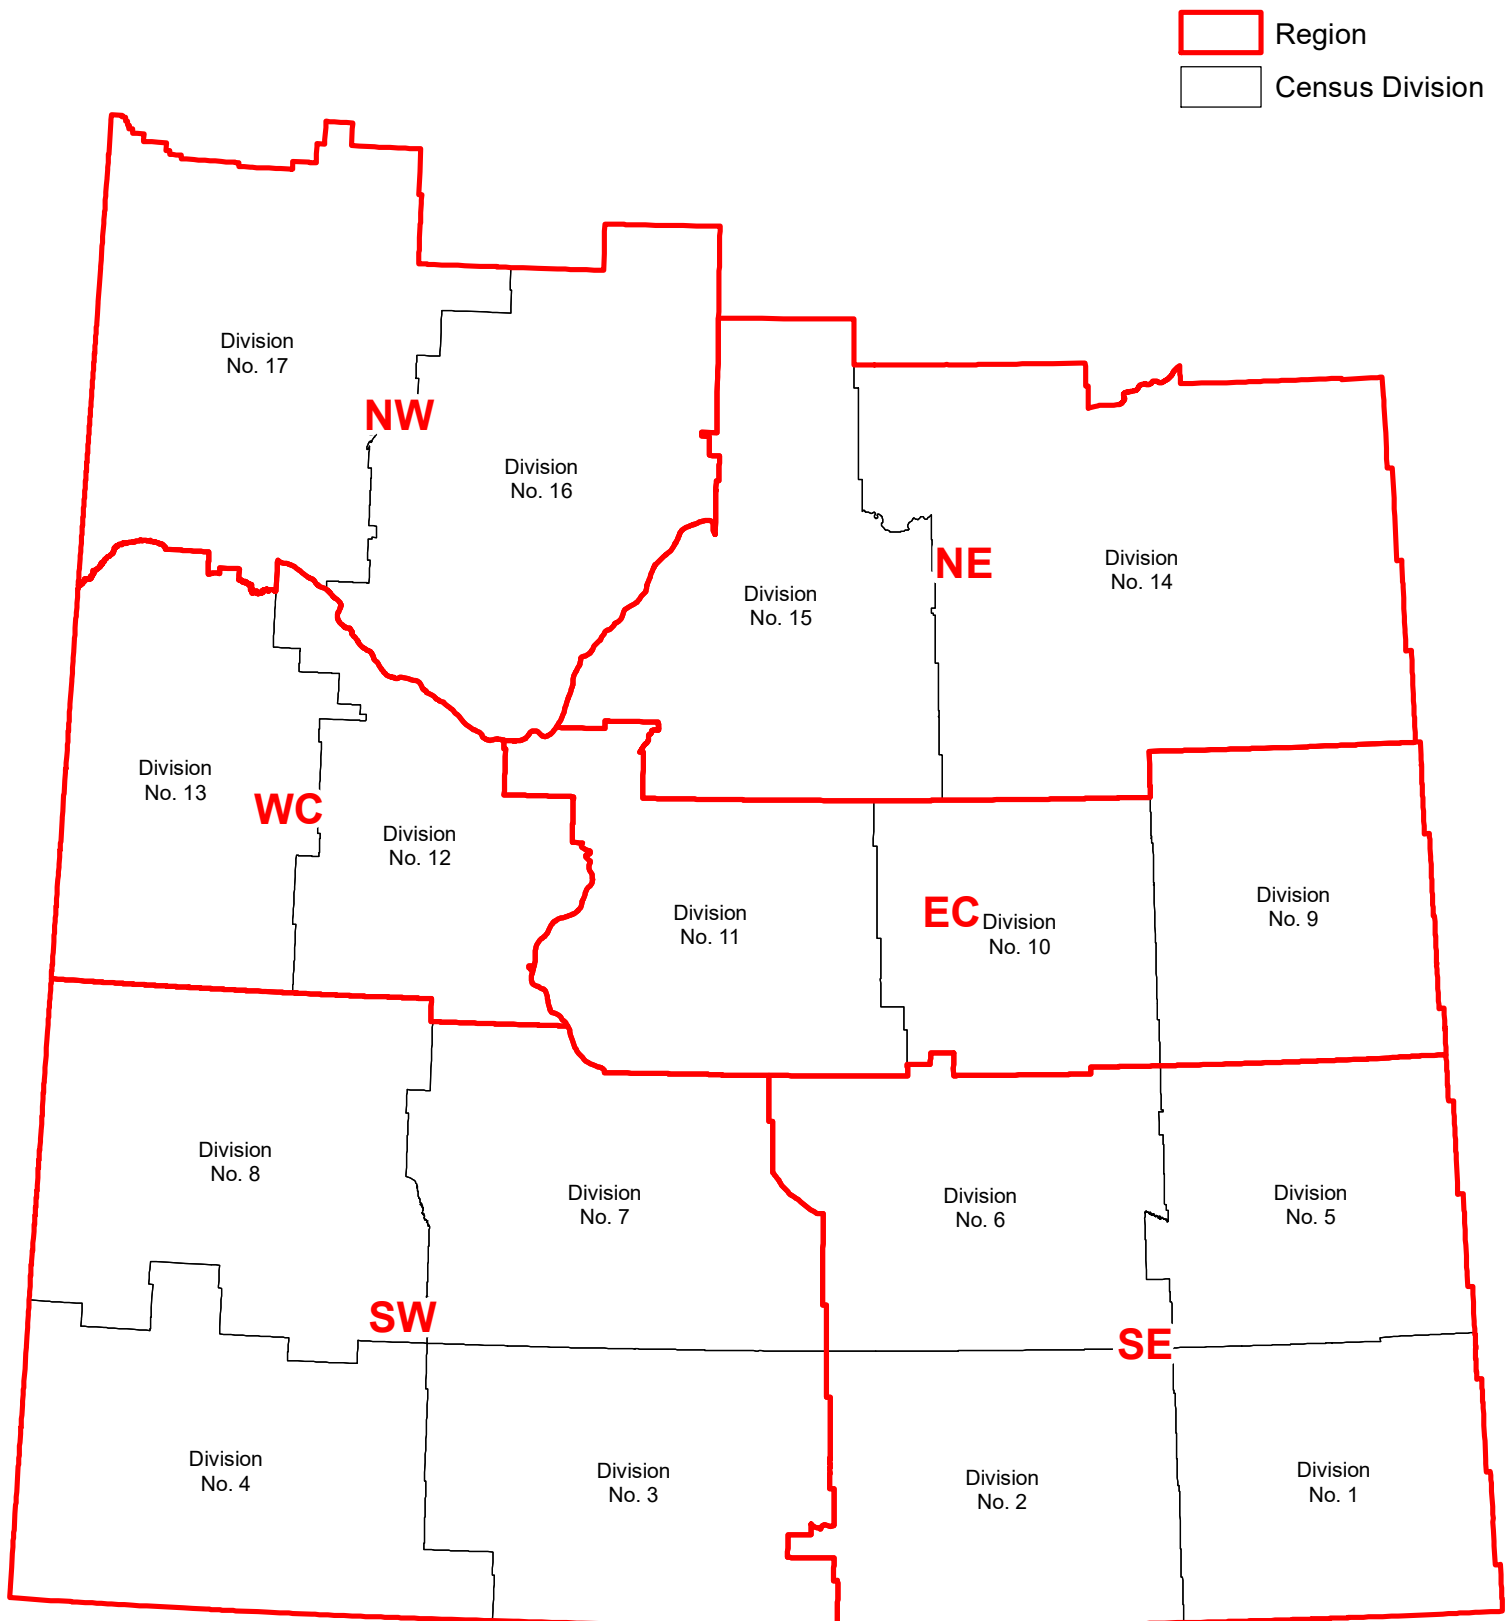 Region
Census Division
Division
No. 17
NW
Division
No. 16
Division
No. 15
NE
Division
No. 14
Division
No. 13
WC
Division
No. 12
Division
No. 11
EC
Division
No. 10
Division
No. 9
Division
No. 8
Division
No. 7
Division
No. 6
Division
No. 5
SW
SE
Division
No. 4
Division
No. 3
Division
No. 2
Division
No. 1